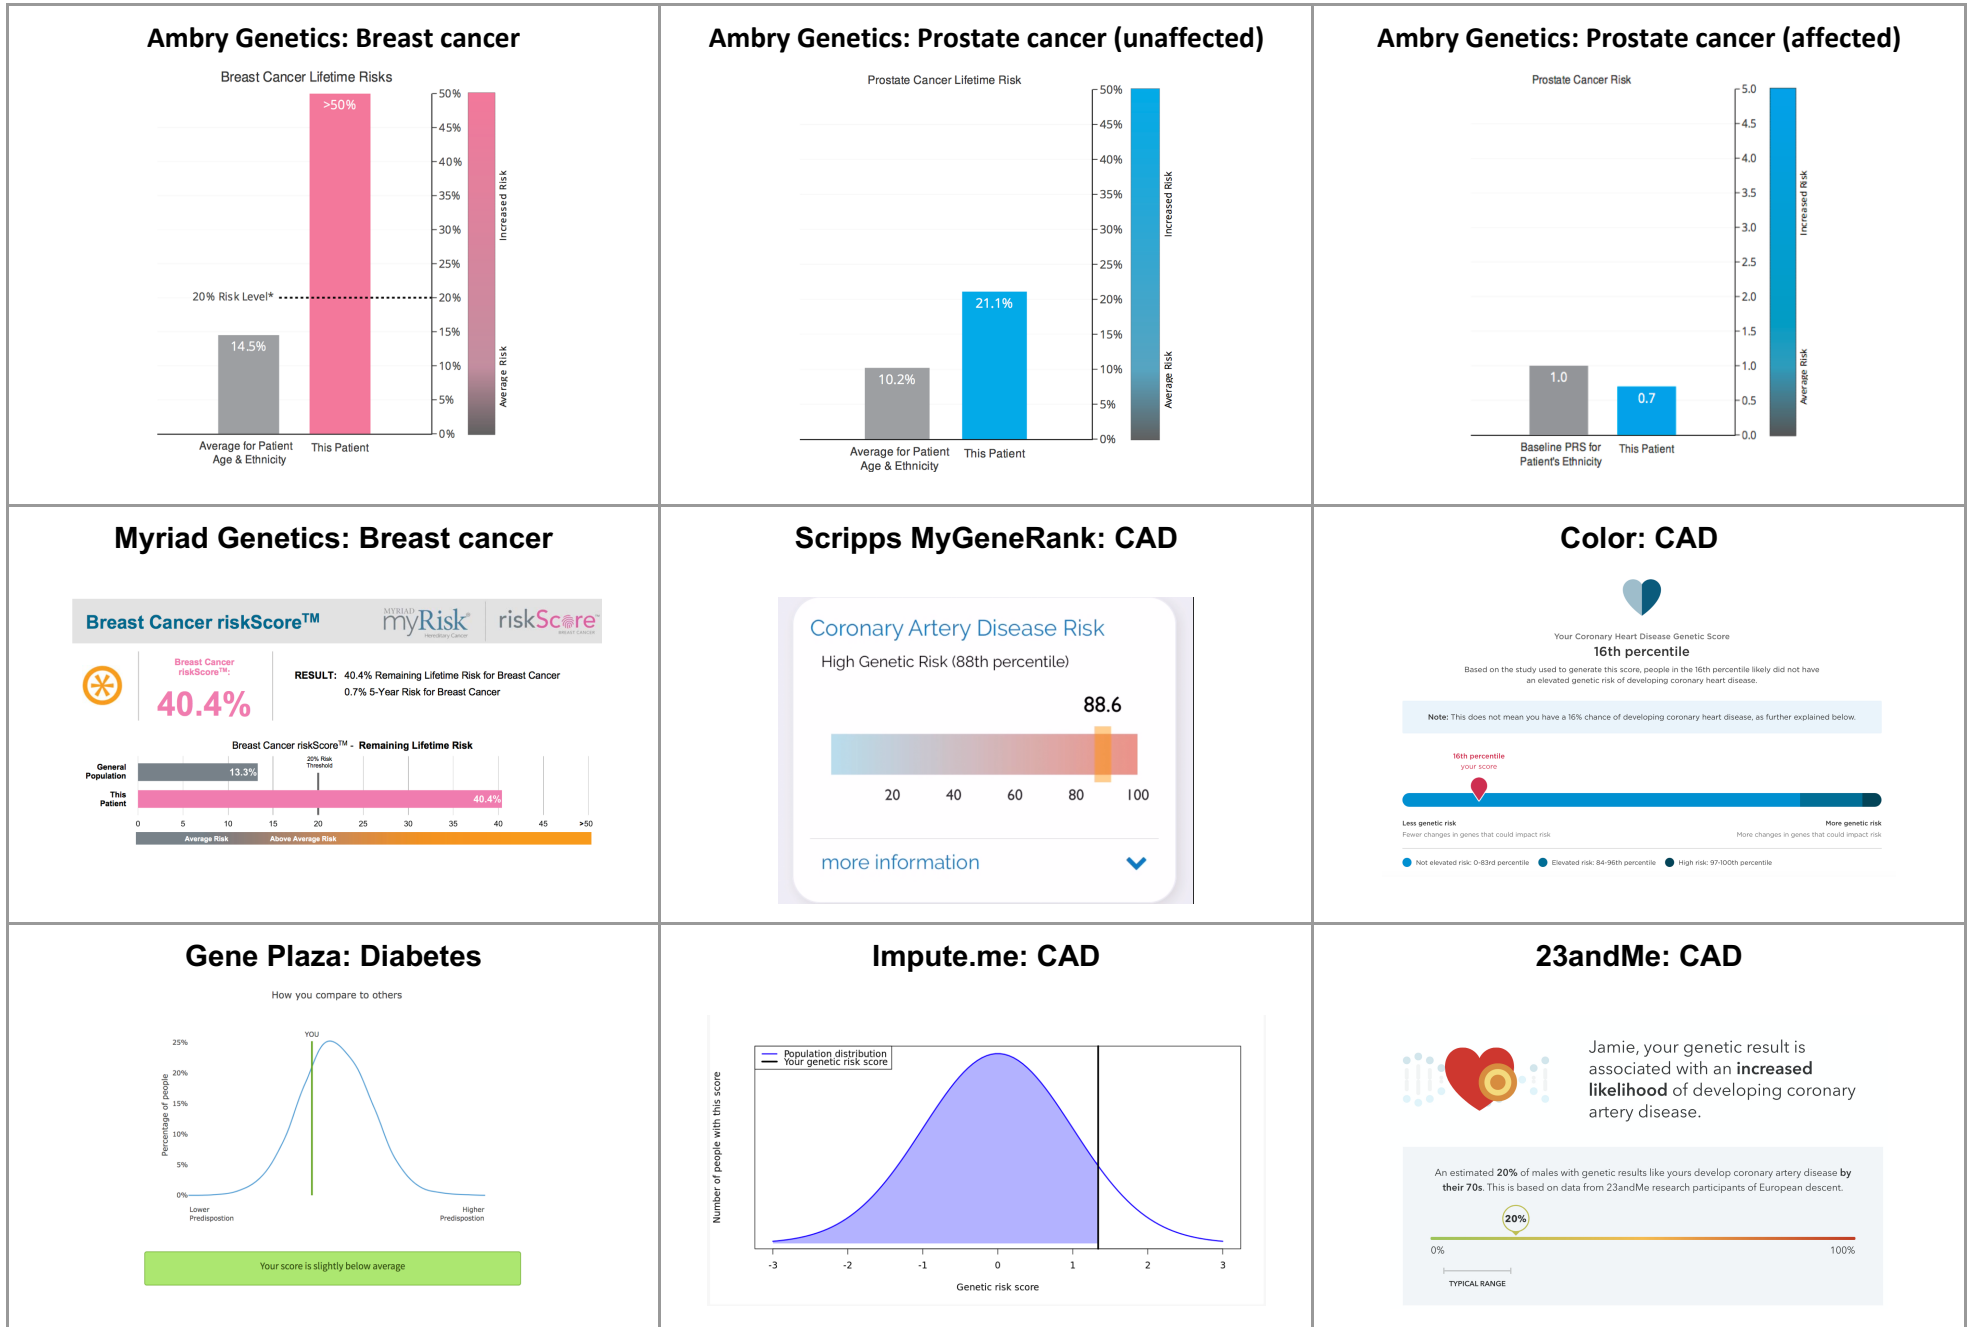 Ambry Genetics: Breast cancer
Breast Cancer Lifetime Risks
>50%
14.5%
20% Risk Level*
50%
45%
40%
35%
30%
25%
20%
15%
10%
5%
0%
Increased Risk
Average Risk
Average for Patient
Age & Ethnicity
This Patient
Ambry Genetics: Prostate cancer (unaffected)
Prostate Cancer Lifetime Risk
21.1%
10.2%
50%
45%
40%
35%
30%
25%
20%
15%
10%
5%
0%
Increased Risk
Average Risk
Average for Patient
Age & Ethnicity
This Patient
Ambry Genetics: Prostate cancer (affected)
Prostate Cancer Risk
1.0
0.7
5.0
4.5
4.0
3.5
3.0
2.5
2.0
1.5
1.0
0.5
0.0
Increased Risk
Average Risk
Baseline PRS for
Patient's Ethnicity
This Patient
Myriad Genetics: Breast cancer
Breast Cancer riskScore™
MYRIAD
myRisk
Hereditary Cancer
riskScore™
BREAST CANCER
Breast Cancer
riskScore™:
40.4%
RESULT: 40.4% Remaining Lifetime Risk for Breast Cancer
0.7% 5-Year Risk for Breast Cancer
Breast Cancer riskScore™ - Remaining Lifetime Risk
20% Risk
Threshold
General
Population
13.3%
This
Patient
40.4%
0 5 10 15 20 25 30 35 40 45 >50
Average Risk Above Average Risk
Scripps MyGeneRank: CAD
Coronary Artery Disease Risk
High Genetic Risk (88th percentile)
88.6
20 40 60 80 100
more information
Color: CAD
Your Coronary Heart Disease Genetic Score
16th percentile
Based on the study used to generate this score, people in the 16th percentile likely did not have
an elevated genetic risk of developing coronary heart disease.
Note: This does not mean you have a 16% chance of developing coronary heart disease, as further explained below.
16th percentile
your score
Less genetic risk More genetic risk
Fewer changes in genes that could impact risk More changes in genes that could impact risk
Not elevated risk: 0-83rd percentile Elevated risk: 84-96th percentile High risk: 97-100th percentile
Gene Plaza: Diabetes
How you compare to others
YOU
Percentage of people
25%
20%
15%
10%
5%
0%
Lower
Predispostion
Higher
Predispostion
Your score is slightly below average
Impute.me: CAD
Population distribution
Your genetic risk score
Number of people with this score
-3 -2 -1 0 1 2 3
Genetic risk score
23andMe: CAD
Jamie, your genetic result is
associated with an increased
likelihood of developing coronary
artery disease.
An estimated 20% of males with genetic results like yours develop coronary artery disease by
their 70s. This is based on data from 23andMe research participants of European descent.
20%
0% 100%
TYPICAL RANGE